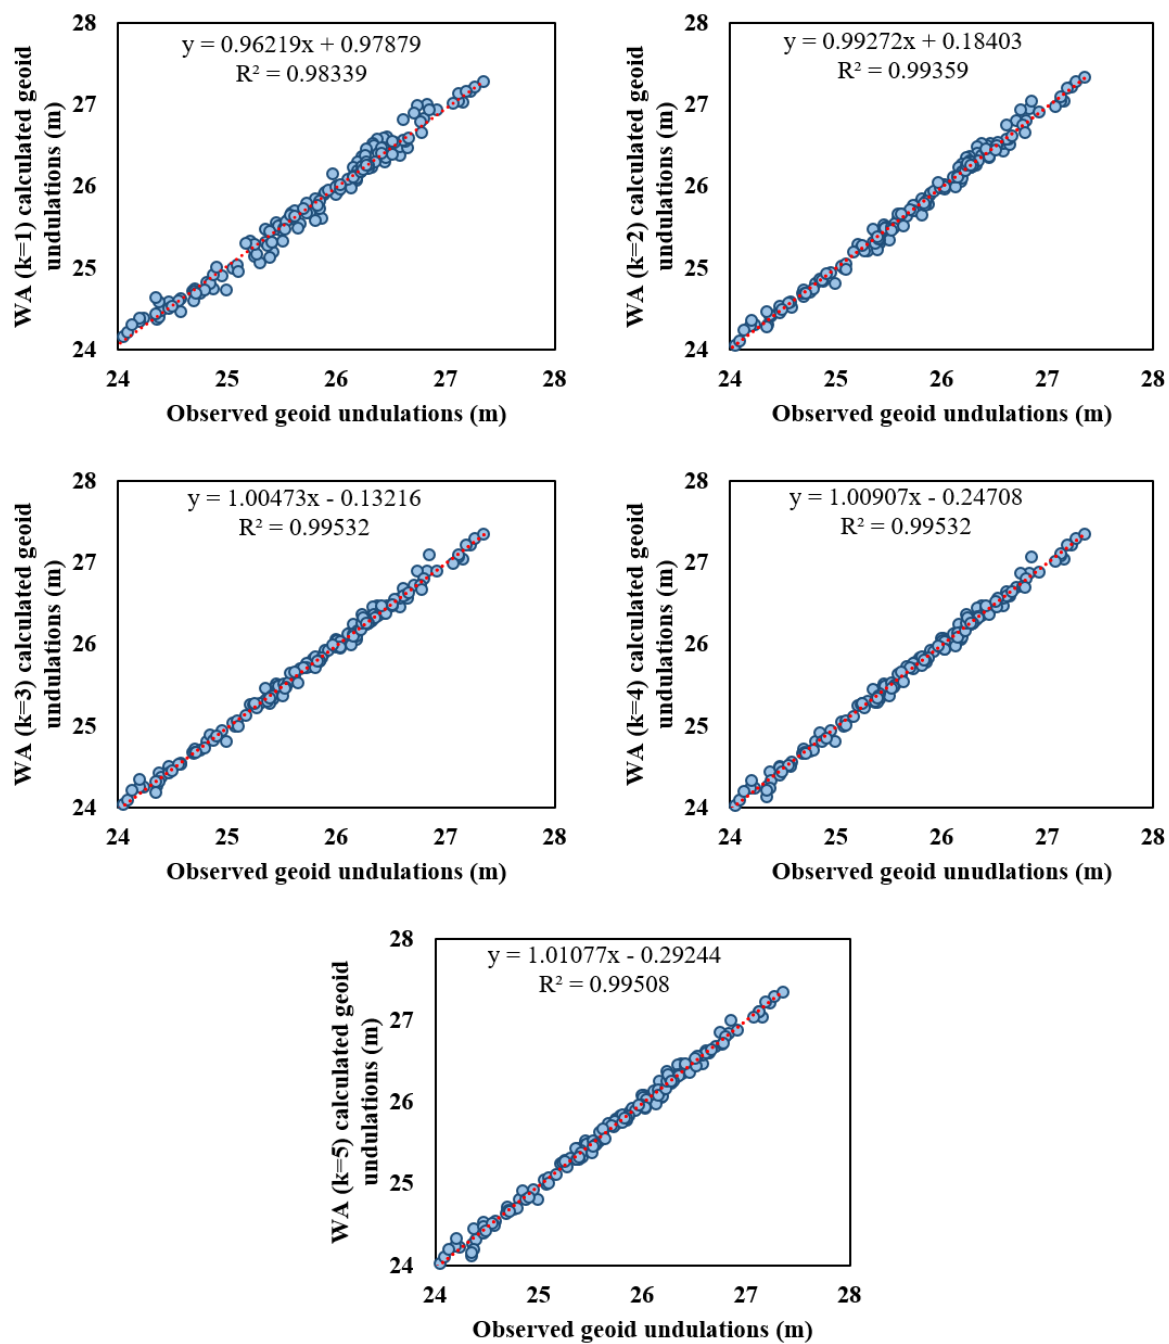 28
27
26
25
24
WA (k=1) calculated geoid
undulations (m)
y = 0.96219x + 0.97879
R² = 0.98339
24 25 26 27 28
Observed geoid undulations (m)
28
27
26
25
24
WA (k=2) calculated geoid
undulations (m)
y = 0.99272x + 0.18403
R² = 0.99359
24 25 26 27 28
Observed geoid undulations (m)
28
27
26
25
24
WA (k=3) calculated geoid
undulations (m)
y = 1.00473x - 0.13216
R² = 0.99532
24 25 26 27 28
Observed geoid undulations (m)
28
27
26
25
24
WA (k=4) calculated geoid
undulations (m)
y = 1.00907x - 0.24708
R² = 0.99532
24 25 26 27 28
Observed geoid unudlations (m)
28
27
26
25
24
WA (k=5) calculated geoid
undulations (m)
y = 1.01077x - 0.29244
R² = 0.99508
24 25 26 27 28
Observed geoid undulations (m)